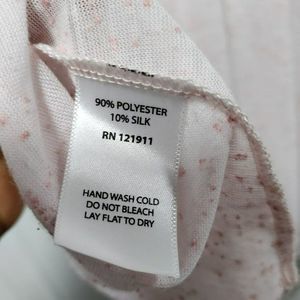 90% POLYESTER
10% SILK
RN 121911
HAND WASH COLD
DO NOT BLEACH
LAY FLAT TO DRY